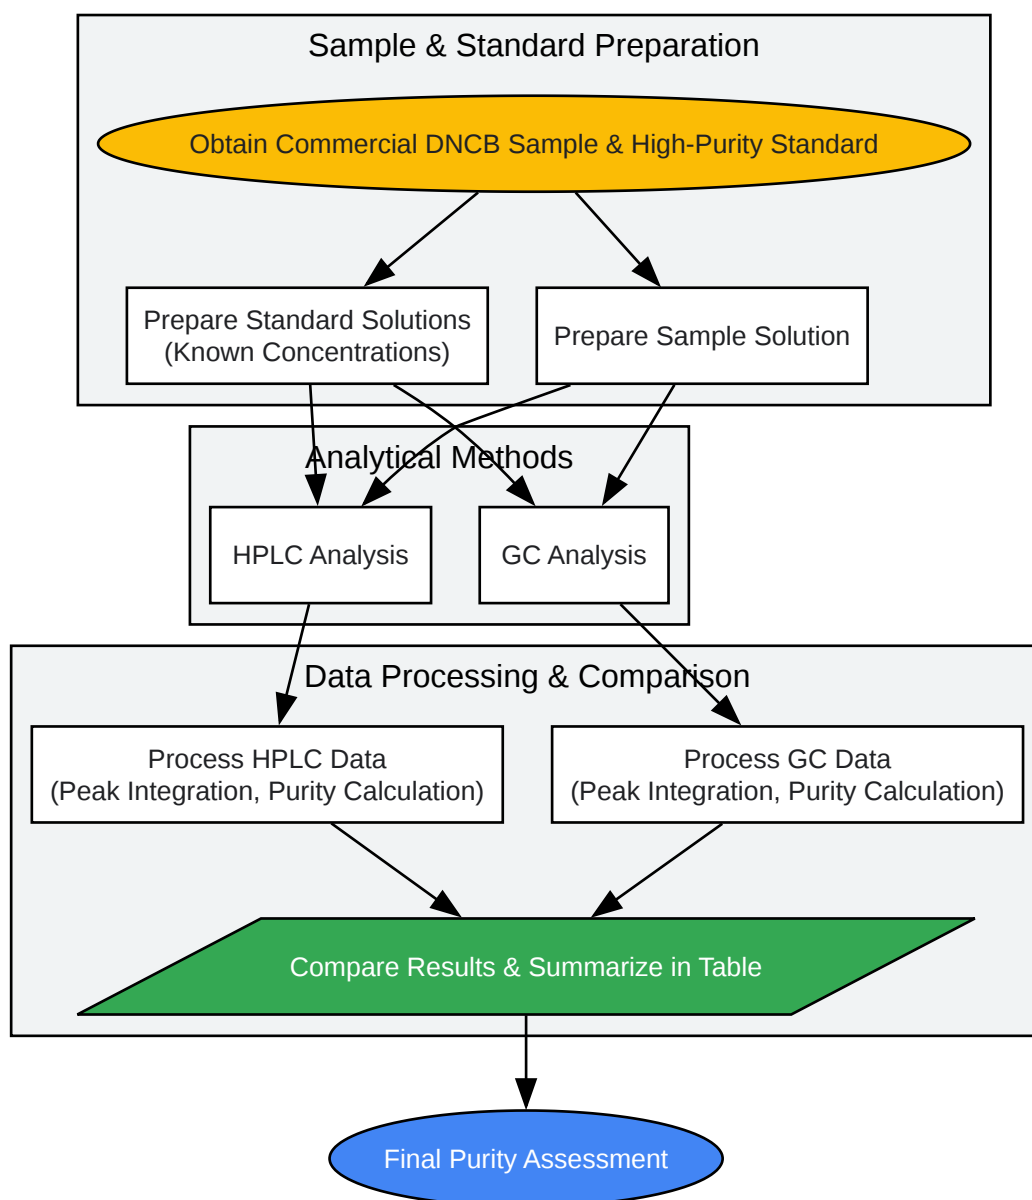 Sample & Standard Preparation
Obtain Commercial DNCB Sample & High-Purity Standard
Prepare Standard Solutions
(Known Concentrations)
Prepare Sample Solution
Analytical Methods
HPLC Analysis
GC Analysis
Data Processing & Comparison
Process HPLC Data
(Peak Integration, Purity Calculation)
Process GC Data
(Peak Integration, Purity Calculation)
Compare Results & Summarize in Table
Final Purity Assessment